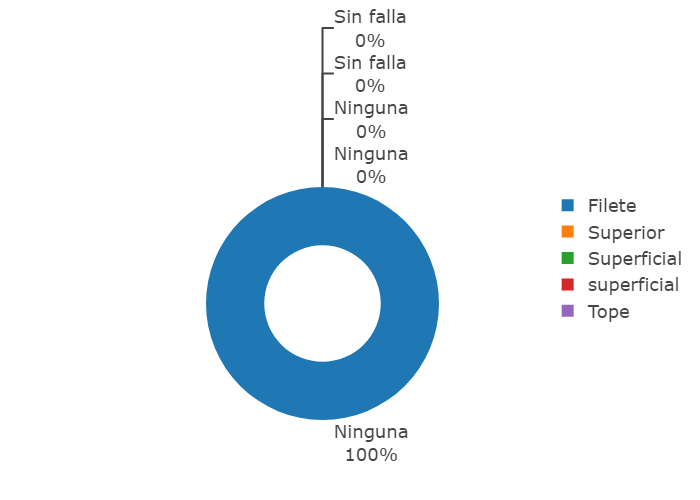 Sin falla
0%
Sin falla
0%
Ninguna
0%
Ninguna
0%
Filete
Superior
Superficial
superficial
Tope
Ninguna
100%